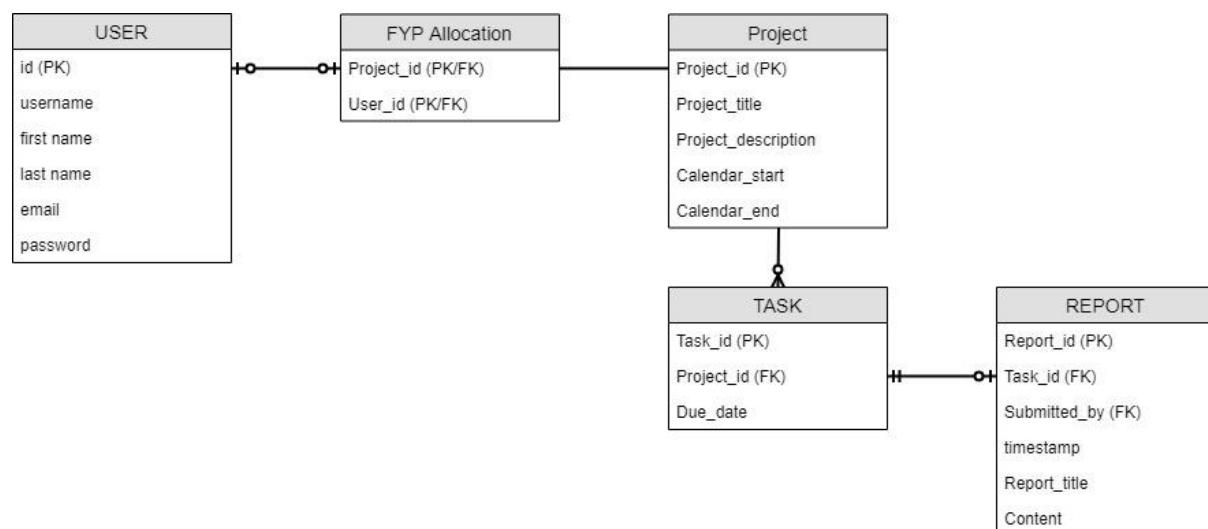 USER
id (PK)
username
first name
last name
email
password
FYP Allocation
Project_id (PK/FK)
User_id (PK/FK)
Project
Project_id (PK)
Project_title
Project_description
Calendar_start
Calendar_end
TASK
Task_id (PK)
Project_id (FK)
Due_date
REPORT
Report_id (PK)
Task_id (FK)
Submitted_by (FK)
timestamp
Report_title
Content